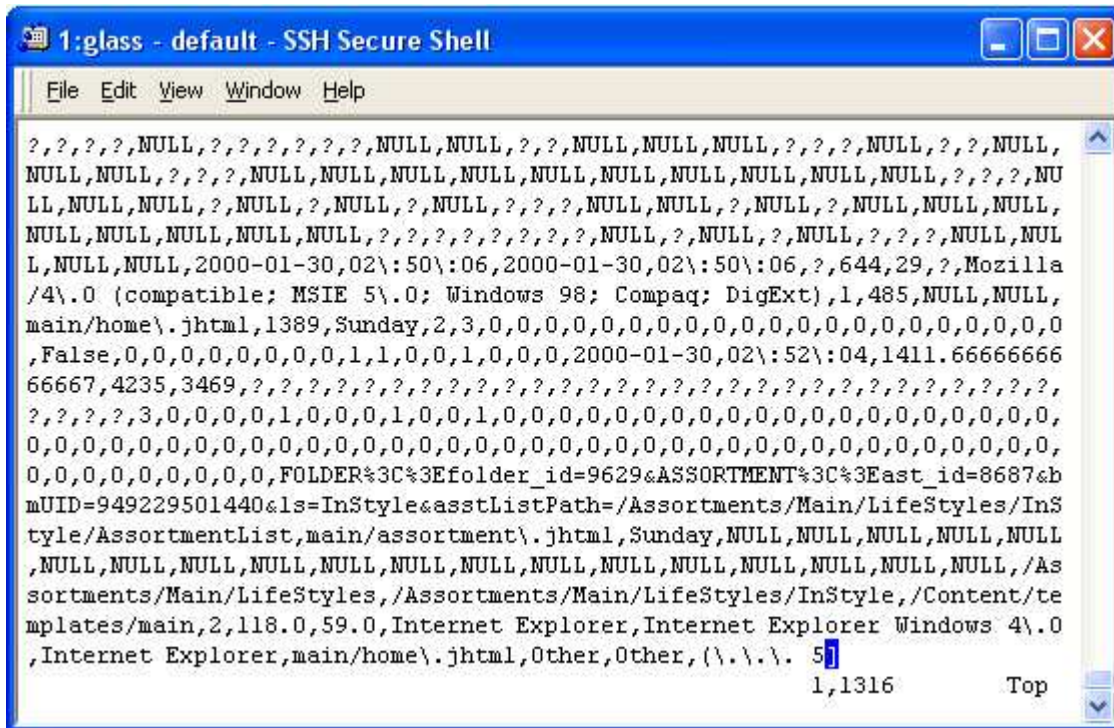 1:glass - default - SSH Secure Shell
File Edit View Window Help
?,?,?,?,NULL,?,?,?,?,?,?,?,NULL,NULL,?,?,NULL,NULL,NULL,?,?,?,NULL,?,?,NULL,
NULL,NULL,?,?,?,NULL,NULL,NULL,NULL,NULL,NULL,NULL,NULL,NULL,NULL,?,?,?,NU
LL,NULL,NULL,?,NULL,?,NULL,?,NULL,?,?,?,NULL,NULL,?,NULL,?,NULL,NULL,NULL,
NULL,NULL,NULL,NULL,NULL,?,?,?,?,?,?,?,?,NULL,?,NULL,?,NULL,?,?,?,NULL,NUL
L,NULL,NULL,2000-01-30,02\:50\:06,2000-01-30,02\:50\:06,?,644,29,?,Mozilla
/4\.0 (compatible; MSIE 5\.0; Windows 98; Compaq; DigExt),1,485,NULL,NULL,
main/home\.jhtml,1389,Sunday,2,3,0,0,0,0,0,0,0,0,0,0,0,0,0,0,0,0,0,0,0,0,0
,False,0,0,0,0,0,0,0,0,1,1,0,0,1,0,0,0,2000-01-30,02\:52\:04,1411.66666666
66667,4235,3469,?,?,?,?,?,?,?,?,?,?,?,?,?,?,?,?,?,?,?,?,?,?,?,?,?,?,?,?,?,
?,?,?,?,3,0,0,0,0,1,0,0,0,1,0,0,1,0,0,0,0,0,0,0,0,0,0,0,0,0,0,0,0,0,0,0,0,
0,0,0,0,0,0,0,0,0,0,0,0,0,0,0,0,0,0,0,0,0,0,0,0,0,0,0,0,0,0,0,0,0,0,0,0,0,
0,0,0,0,0,0,0,0,0,FOLDER%3C%3Efolder_id=9629&ASSORTMENT%3C%3East_id=8687&b
mUID=949229501440&ls=InStyle&asstListPath=/Assortments/Main/LifeStyles/InS
tyle/AssortmentList,main/assortment\.jhtml,Sunday,NULL,NULL,NULL,NULL,NULL
,NULL,NULL,NULL,NULL,NULL,NULL,NULL,NULL,NULL,NULL,NULL,NULL,NULL,NULL,/As
sortments/Main/LifeStyles,/Assortments/Main/LifeStyles/InStyle,/Content/te
mplates/main,2,118.0,59.0,Internet Explorer,Internet Explorer Windows 4\.0
,Internet Explorer,main/home\.jhtml,Other,Other,(\.\.\. 5]
1,1316 Top